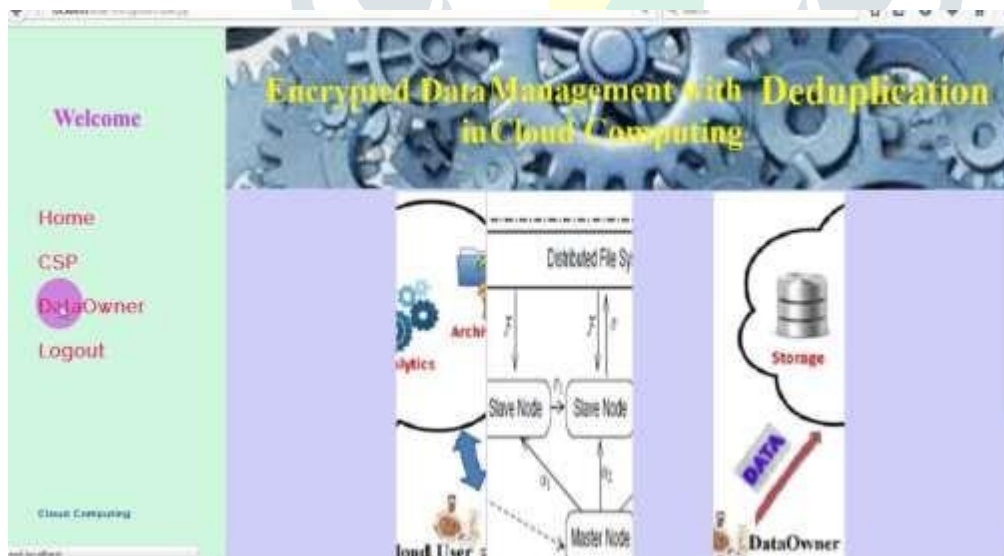 Encrypted Data Management with Deduplication
in Cloud Computing
Welcome
Home
CSP
DataOwner
Logout
Cloud Computing
Distributed File Sy
Archi
lytics
Slave Node
Slave Node
Master Node
loud User
Storage
DATA
DataOwner